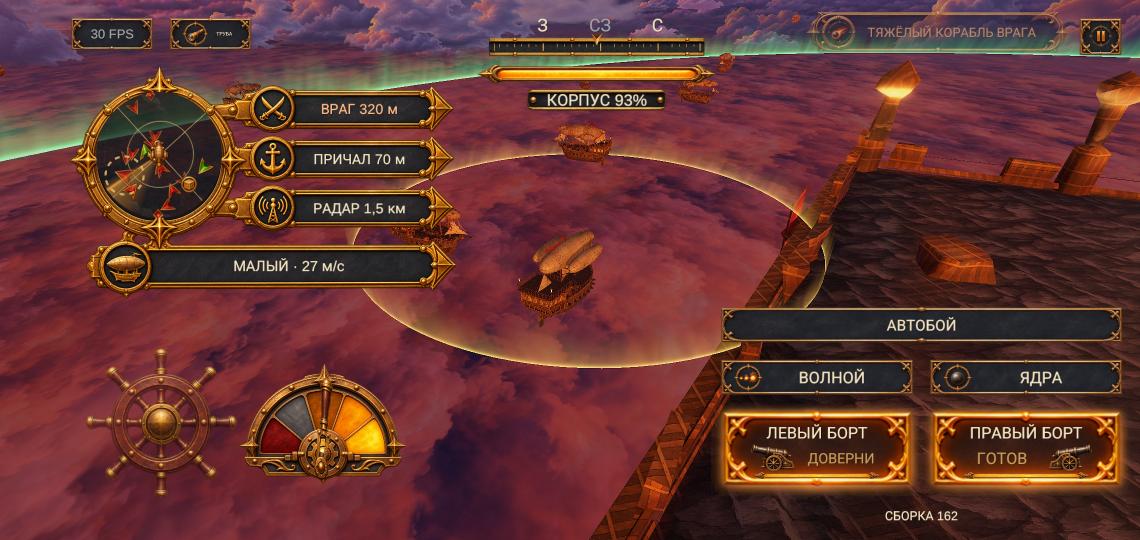 30 FPS
ТРУБА
З СЗ С
ТЯЖЁЛЫЙ КОРАБЛЬ ВРАГА
КОРПУС 93%
ВРАГ 320 м
ПРИЧАЛ 70 м
РАДАР 1,5 км
МАЛЫЙ · 27 м/с
АВТОБОЙ
ВОЛНОЙ
ЯДРА
ЛЕВЫЙ БОРТ
ДОВЕРНИ
ПРАВЫЙ БОРТ
ГОТОВ
СБОРКА 162